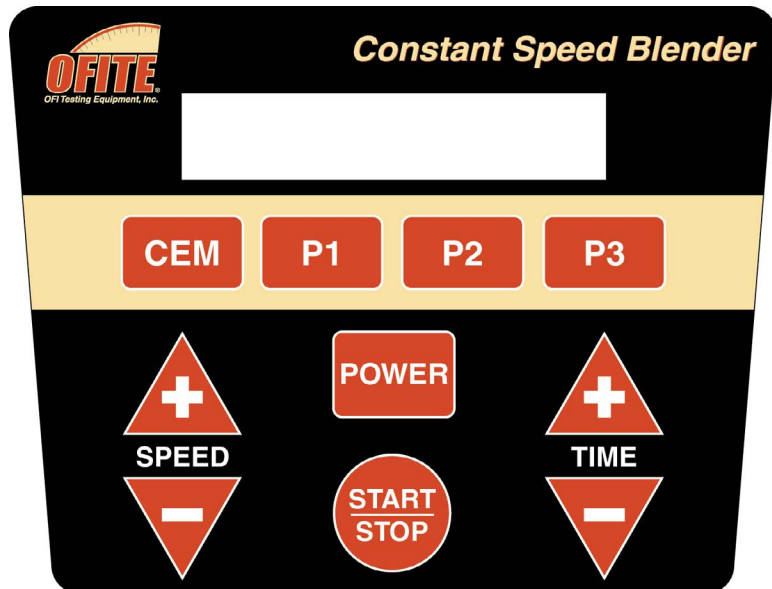 OFITE®
OFI Testing Equipment, Inc.
Constant Speed Blender
CEM P1 P2 P3
+ POWER +
SPEED TIME
- START -
STOP